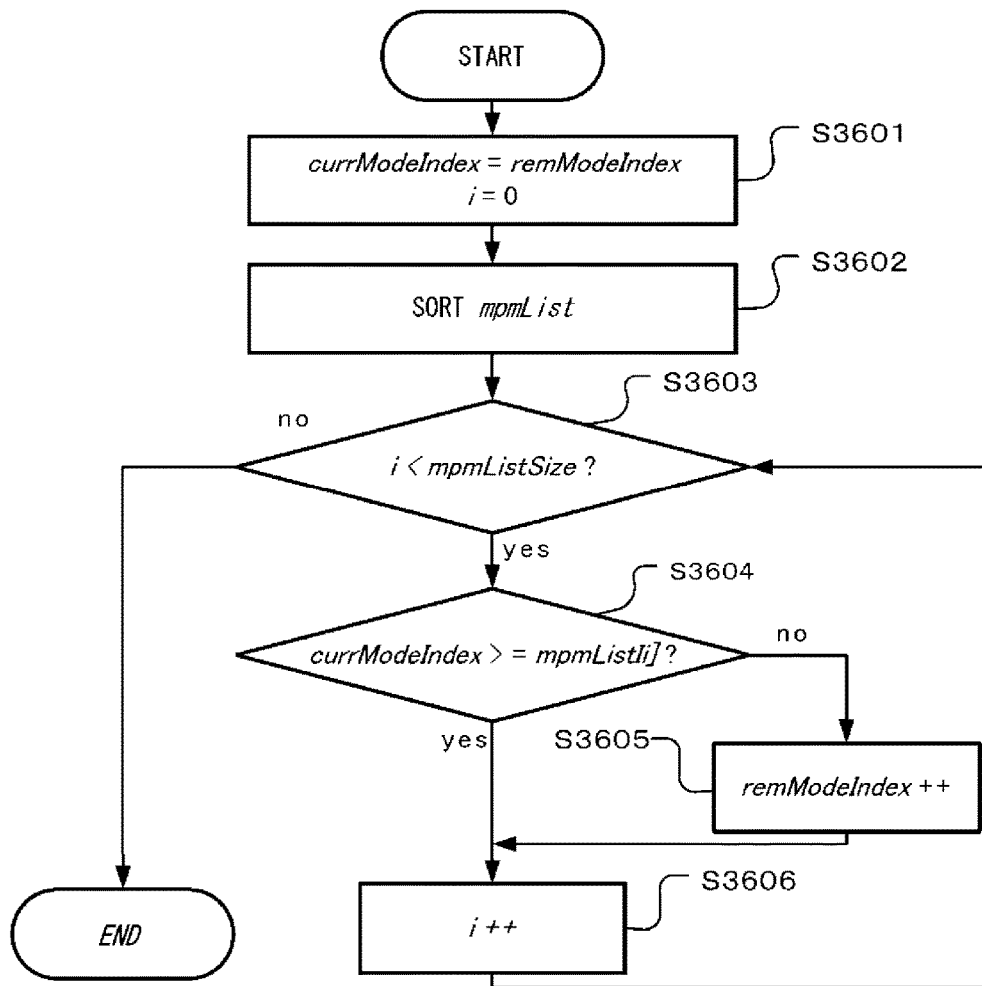 START
S3601
currModeIndex = remModeIndex
i = 0
S3602
SORT mpmList
S3603
no
i < mpmListSize ?
yes
S3604
currModeIndex > = mpmListIi] ?
no
yes
S3605
remModeIndex ++
S3606
i ++
END